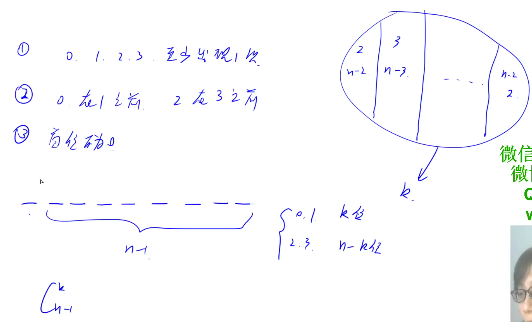 ① 0. 1. 2. 3. 至少出现1次
② 0在1之前 2在3之前
③ 首位不为0
2 n-2
3 n-3
· · · ·
n-2 2
k
n-1
{ 0.1 k位
2.3. n-k位
C k n-1
微信
微博
Q